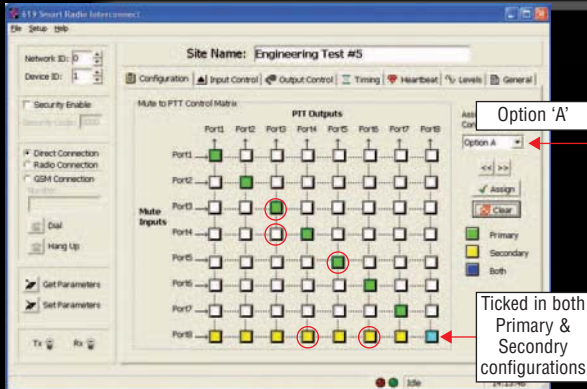 619 Smart Radio Interconnect
File Setup Help
Network ID: 0
Device ID: 1
Site Name: Engineering Test #5
Configuration Input Control Output Control Timing Heartbeat Levels General
Security Enable
Security Code:
Direct Connection
Radio Connection
GSM Connection
Number:
Dial
Hang Up
Get Parameters
Set Parameters
Tx Rx
Mute to PTT Control Matrix
PTT Outputs
Port1 Port2 Port3 Port4 Port5 Port6 Port7 Port8
Mute Inputs
Port1
Port2
Port3
Port4
Port5
Port6
Port7
Port8
Option ‘A’
Option A
<< >>
Assign
Clear
Primary
Secondary
Both
Ticked in both
Primary &
Secondry
configurations
Idle